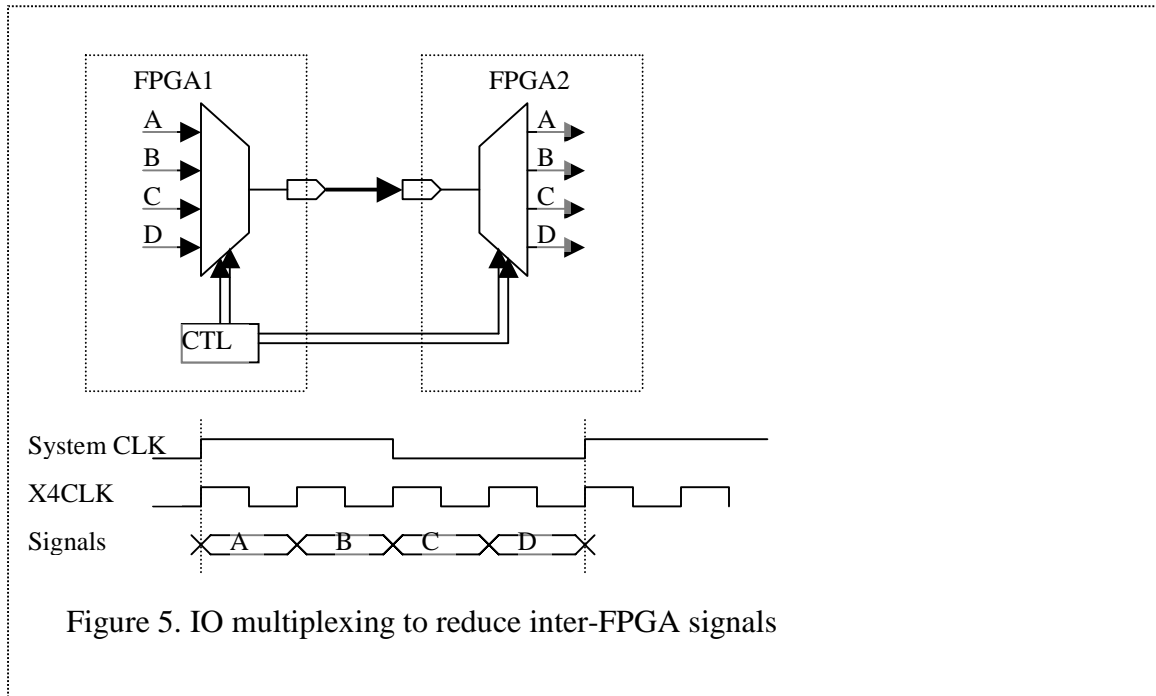 FPGA1 FPGA2
A A
B B
C C
D D
CTL
System CLK
X4CLK
Signals A B C D
Figure 5. IO multiplexing to reduce inter-FPGA signals